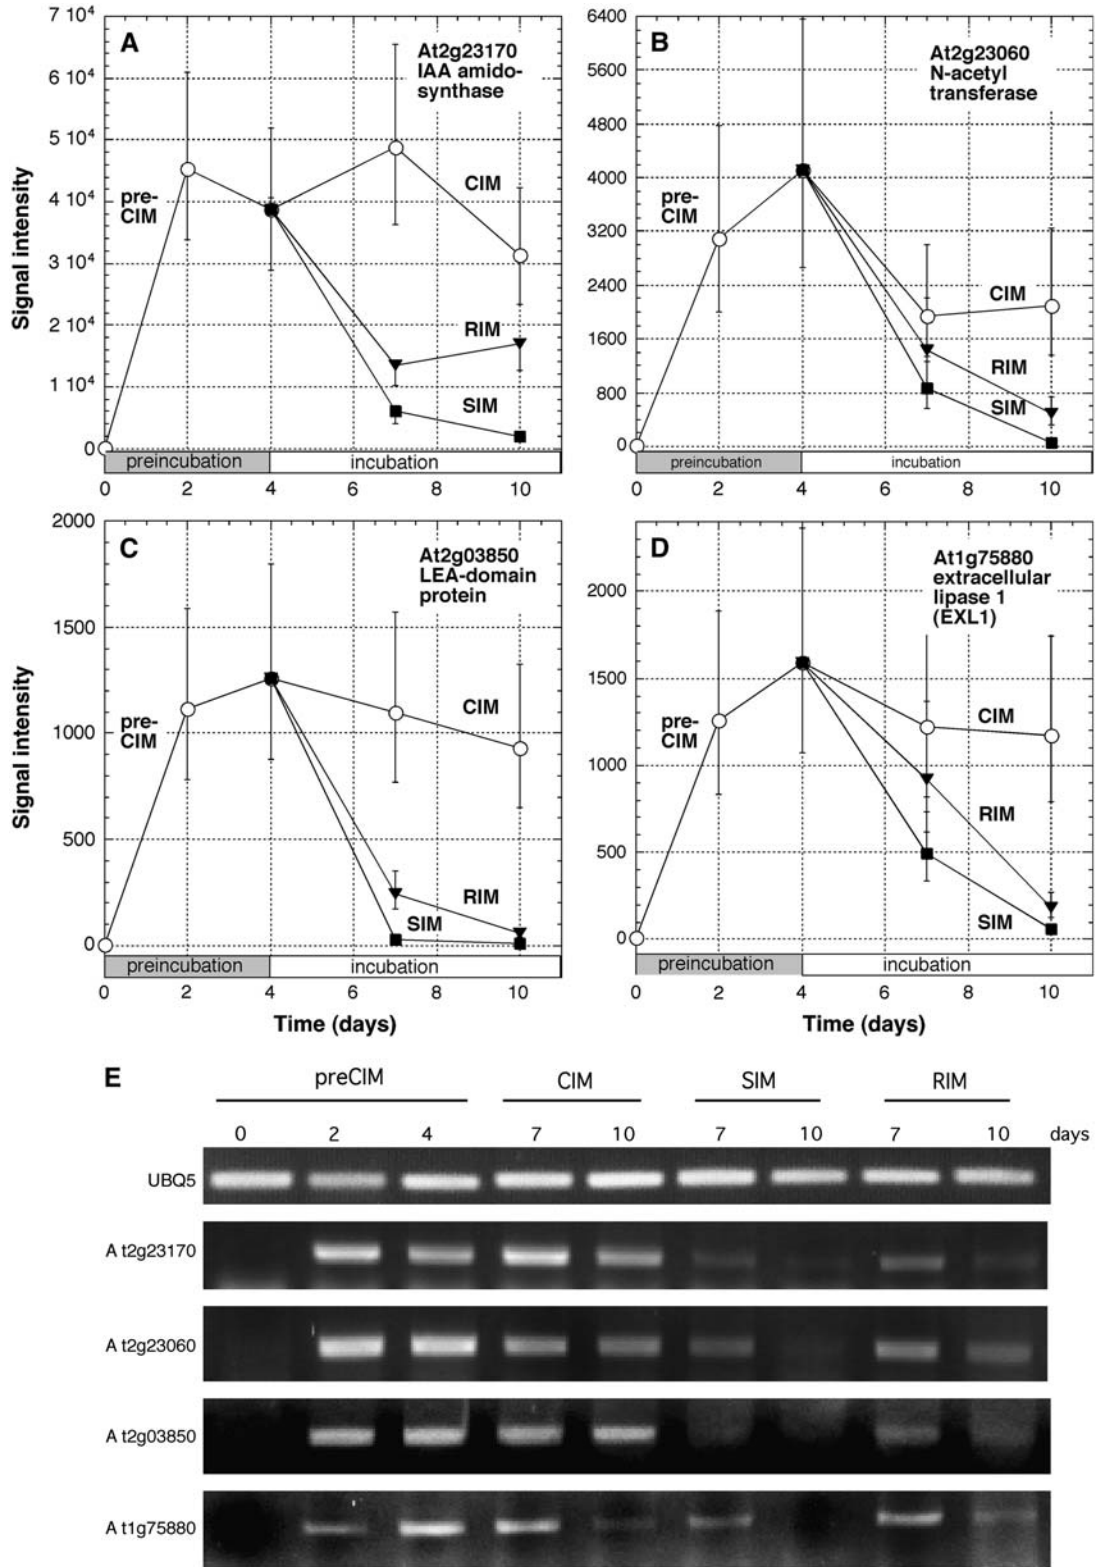 A
At2g23170
IAA amido-
synthase
7 10⁴
6 10⁴
5 10⁴
4 10⁴
3 10⁴
2 10⁴
1 10⁴
0
Signal intensity
pre-
CIM
CIM
RIM
SIM
preincubation
incubation
0 2 4 6 8 10
B
At2g23060
N-acetyl
transferase
6400
5600
4800
4000
3200
2400
1600
800
0
pre-
CIM
CIM
RIM
SIM
preincubation
incubation
0 2 4 6 8 10
C
At2g03850
LEA-domain
protein
2000
1500
1000
500
0
Signal intensity
pre-
CIM
CIM
RIM
SIM
preincubation
incubation
0 2 4 6 8 10
Time (days)
D
At1g75880
extracellular
lipase 1
(EXL1)
2000
1500
1000
500
0
pre-
CIM
CIM
RIM
SIM
preincubation
incubation
0 2 4 6 8 10
Time (days)
E
preCIM CIM SIM RIM
0 2 4 7 10 7 10 7 10 days
UBQ5
A t2g23170
A t2g23060
A t2g03850
A t1g75880